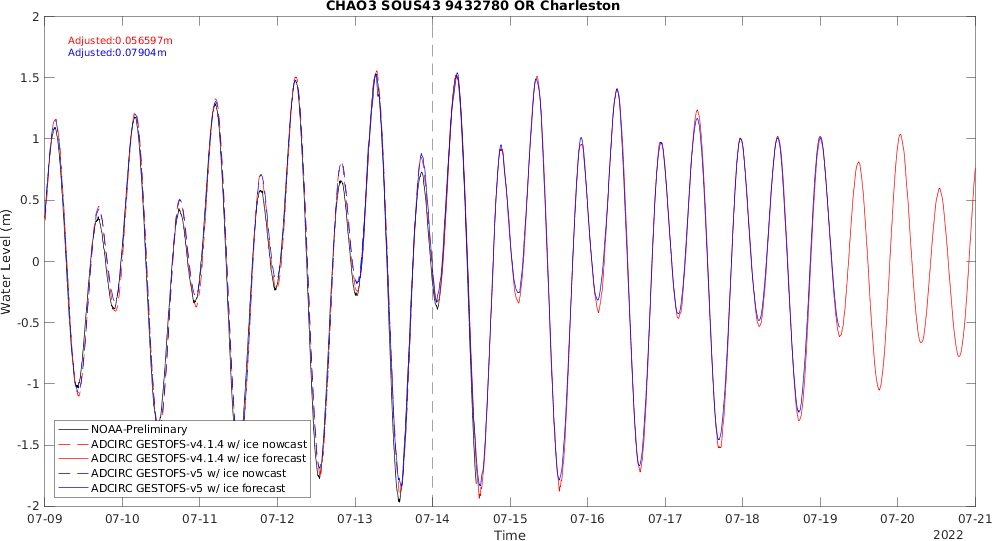 CHAO3 SOUS43 9432780 OR Charleston
Adjusted:0.056597m
Adjusted:0.07904m
2
1.5
1
0.5
0
-0.5
-1
-1.5
-2
Water Level (m)
NOAA-Preliminary
ADCIRC GESTOFS-v4.1.4 w/ ice nowcast
ADCIRC GESTOFS-v4.1.4 w/ ice forecast
ADCIRC GESTOFS-v5 w/ ice nowcast
ADCIRC GESTOFS-v5 w/ ice forecast
07-09 07-10 07-11 07-12 07-13 07-14 07-15 07-16 07-17 07-18 07-19 07-20 07-21
Time
2022